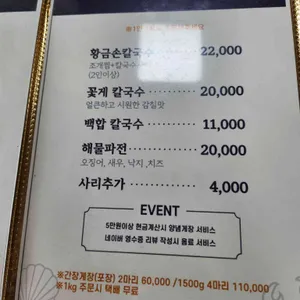 황금손칼국수 22,000
조개찜+칼국수
(2인이상)
꽃게 칼국수 ········· 20,000
얼큰하고 시원한 감칠맛
백합 칼국수 ········· 11,000
해물파전 ············ 20,000
오징어, 새우, 낙지, 치즈
사리추가 ············ 4,000
EVENT
5만원이상 현금계산시 양념게장 서비스
네이버 영수증 리뷰 작성시 음료 서비스
※간장게장(포장) 2마리 60,000 /1500g 4마리 110,000
※1kg 주문시 택배 무료